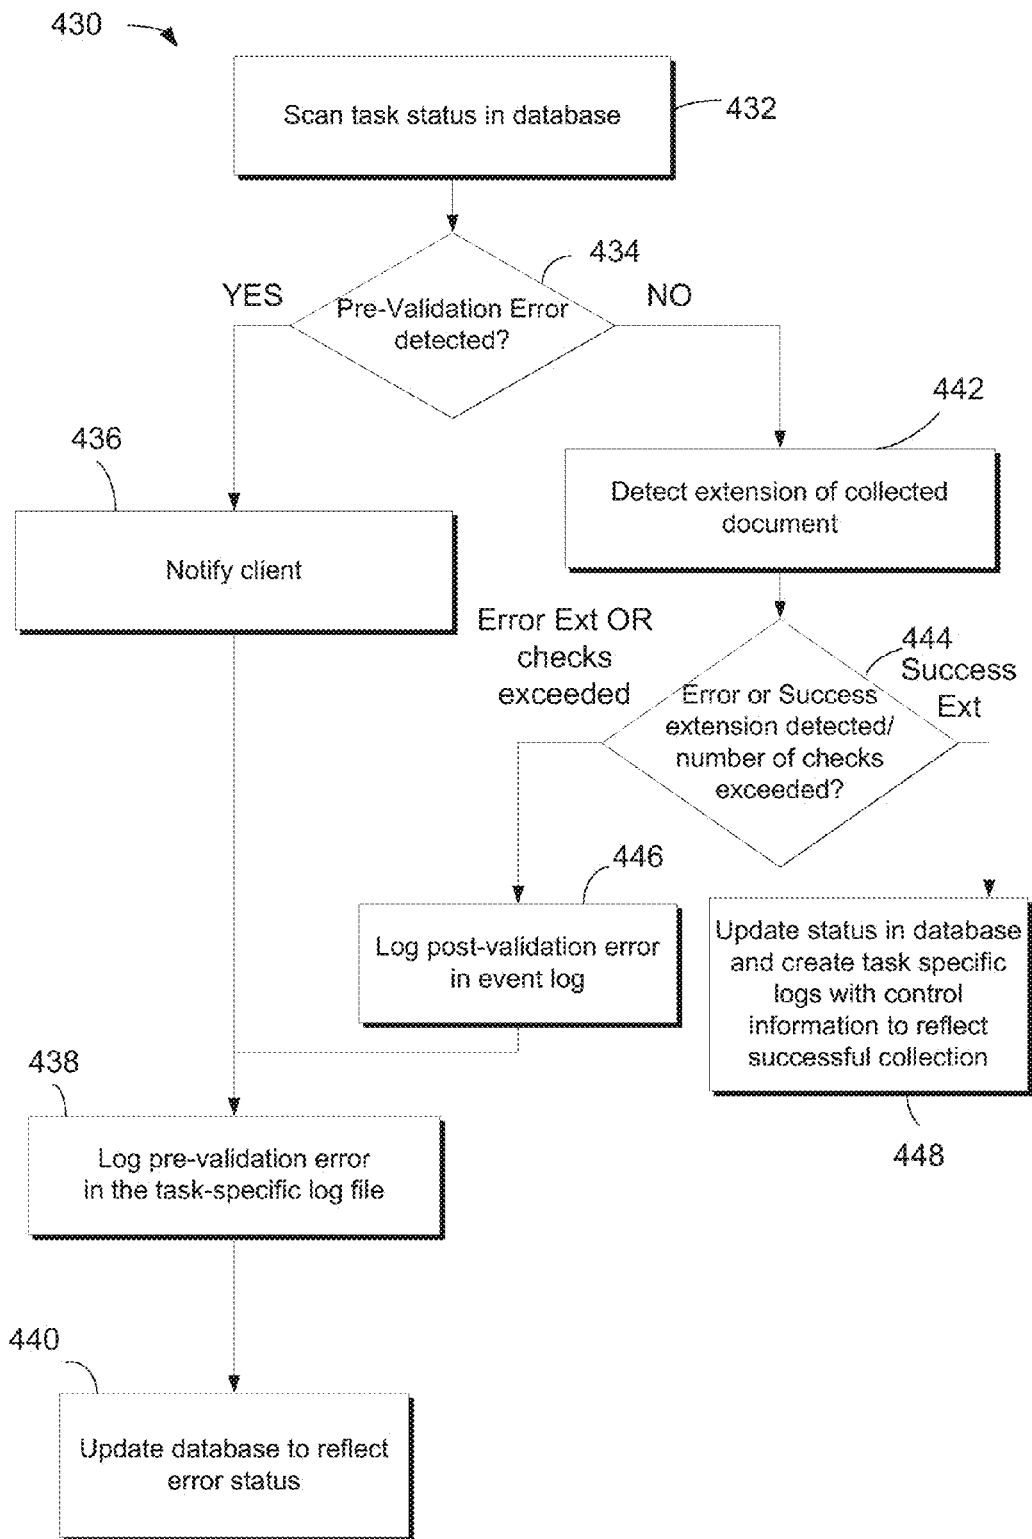 430
Scan task status in database
432
434
YES
NO
Pre-Validation Error
detected?
442
436
Detect extension of collected
document
Notify client
Error Ext OR
checks
exceeded
444
Success
Ext
Error or Success
extension detected/
number of checks
exceeded?
446
Log post-validation error
in event log
Update status in database
and create task specific
logs with control
information to reflect
successful collection
438
448
Log pre-validation error
in the task-specific log file
440
Update database to reflect
error status